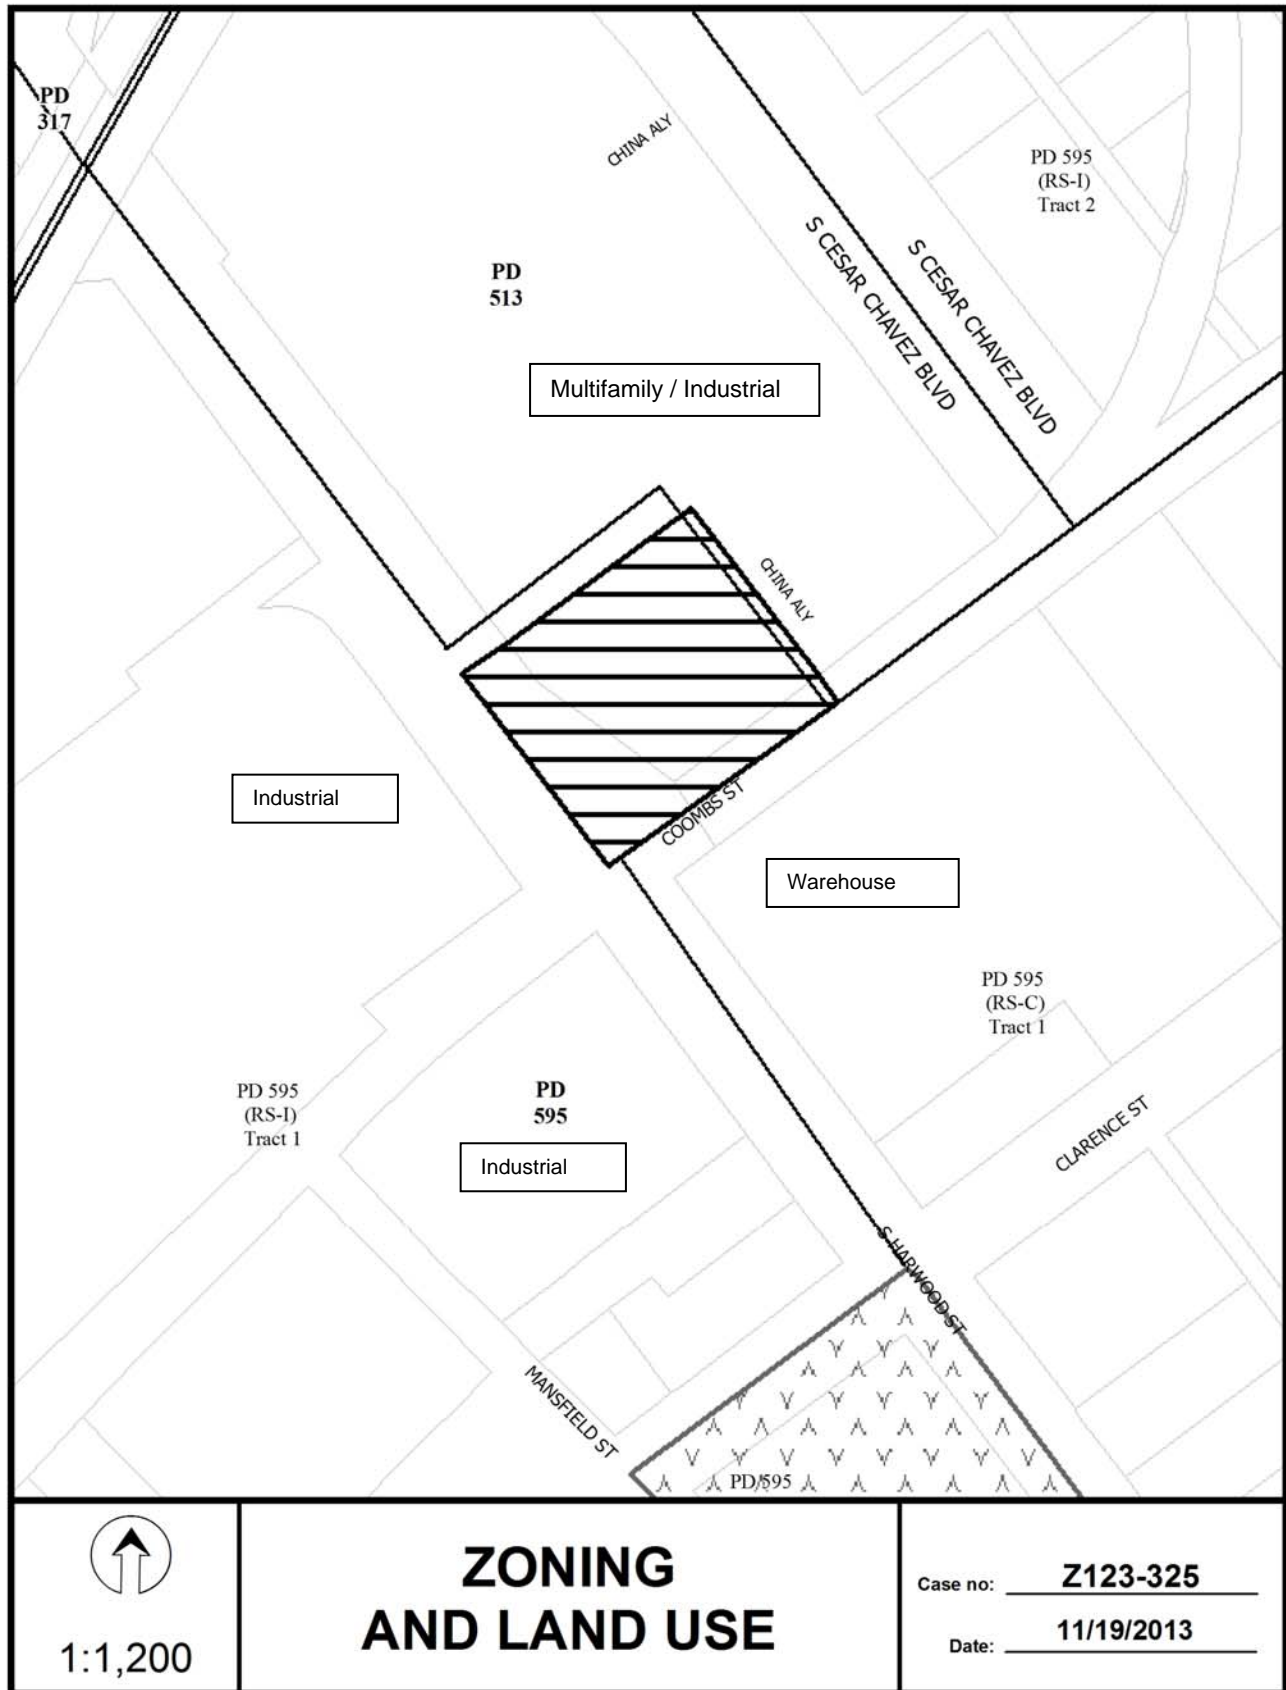 PD
317
CHINA ALY
PD 595
(RS-I)
Tract 2
S CESAR CHAVEZ BLVD
S CESAR CHAVEZ BLVD
PD
513
Multifamily / Industrial
CHINA ALY
Industrial
COOMBS ST
Warehouse
PD 595
(RS-C)
Tract 1
PD 595
(RS-I)
Tract 1
PD
595
Industrial
CLARENCE ST
S HARWOOD ST
MANSFIELD ST
PD 595
1:1,200
ZONING
AND LAND USE
Case no: Z123-325
Date: 11/19/2013